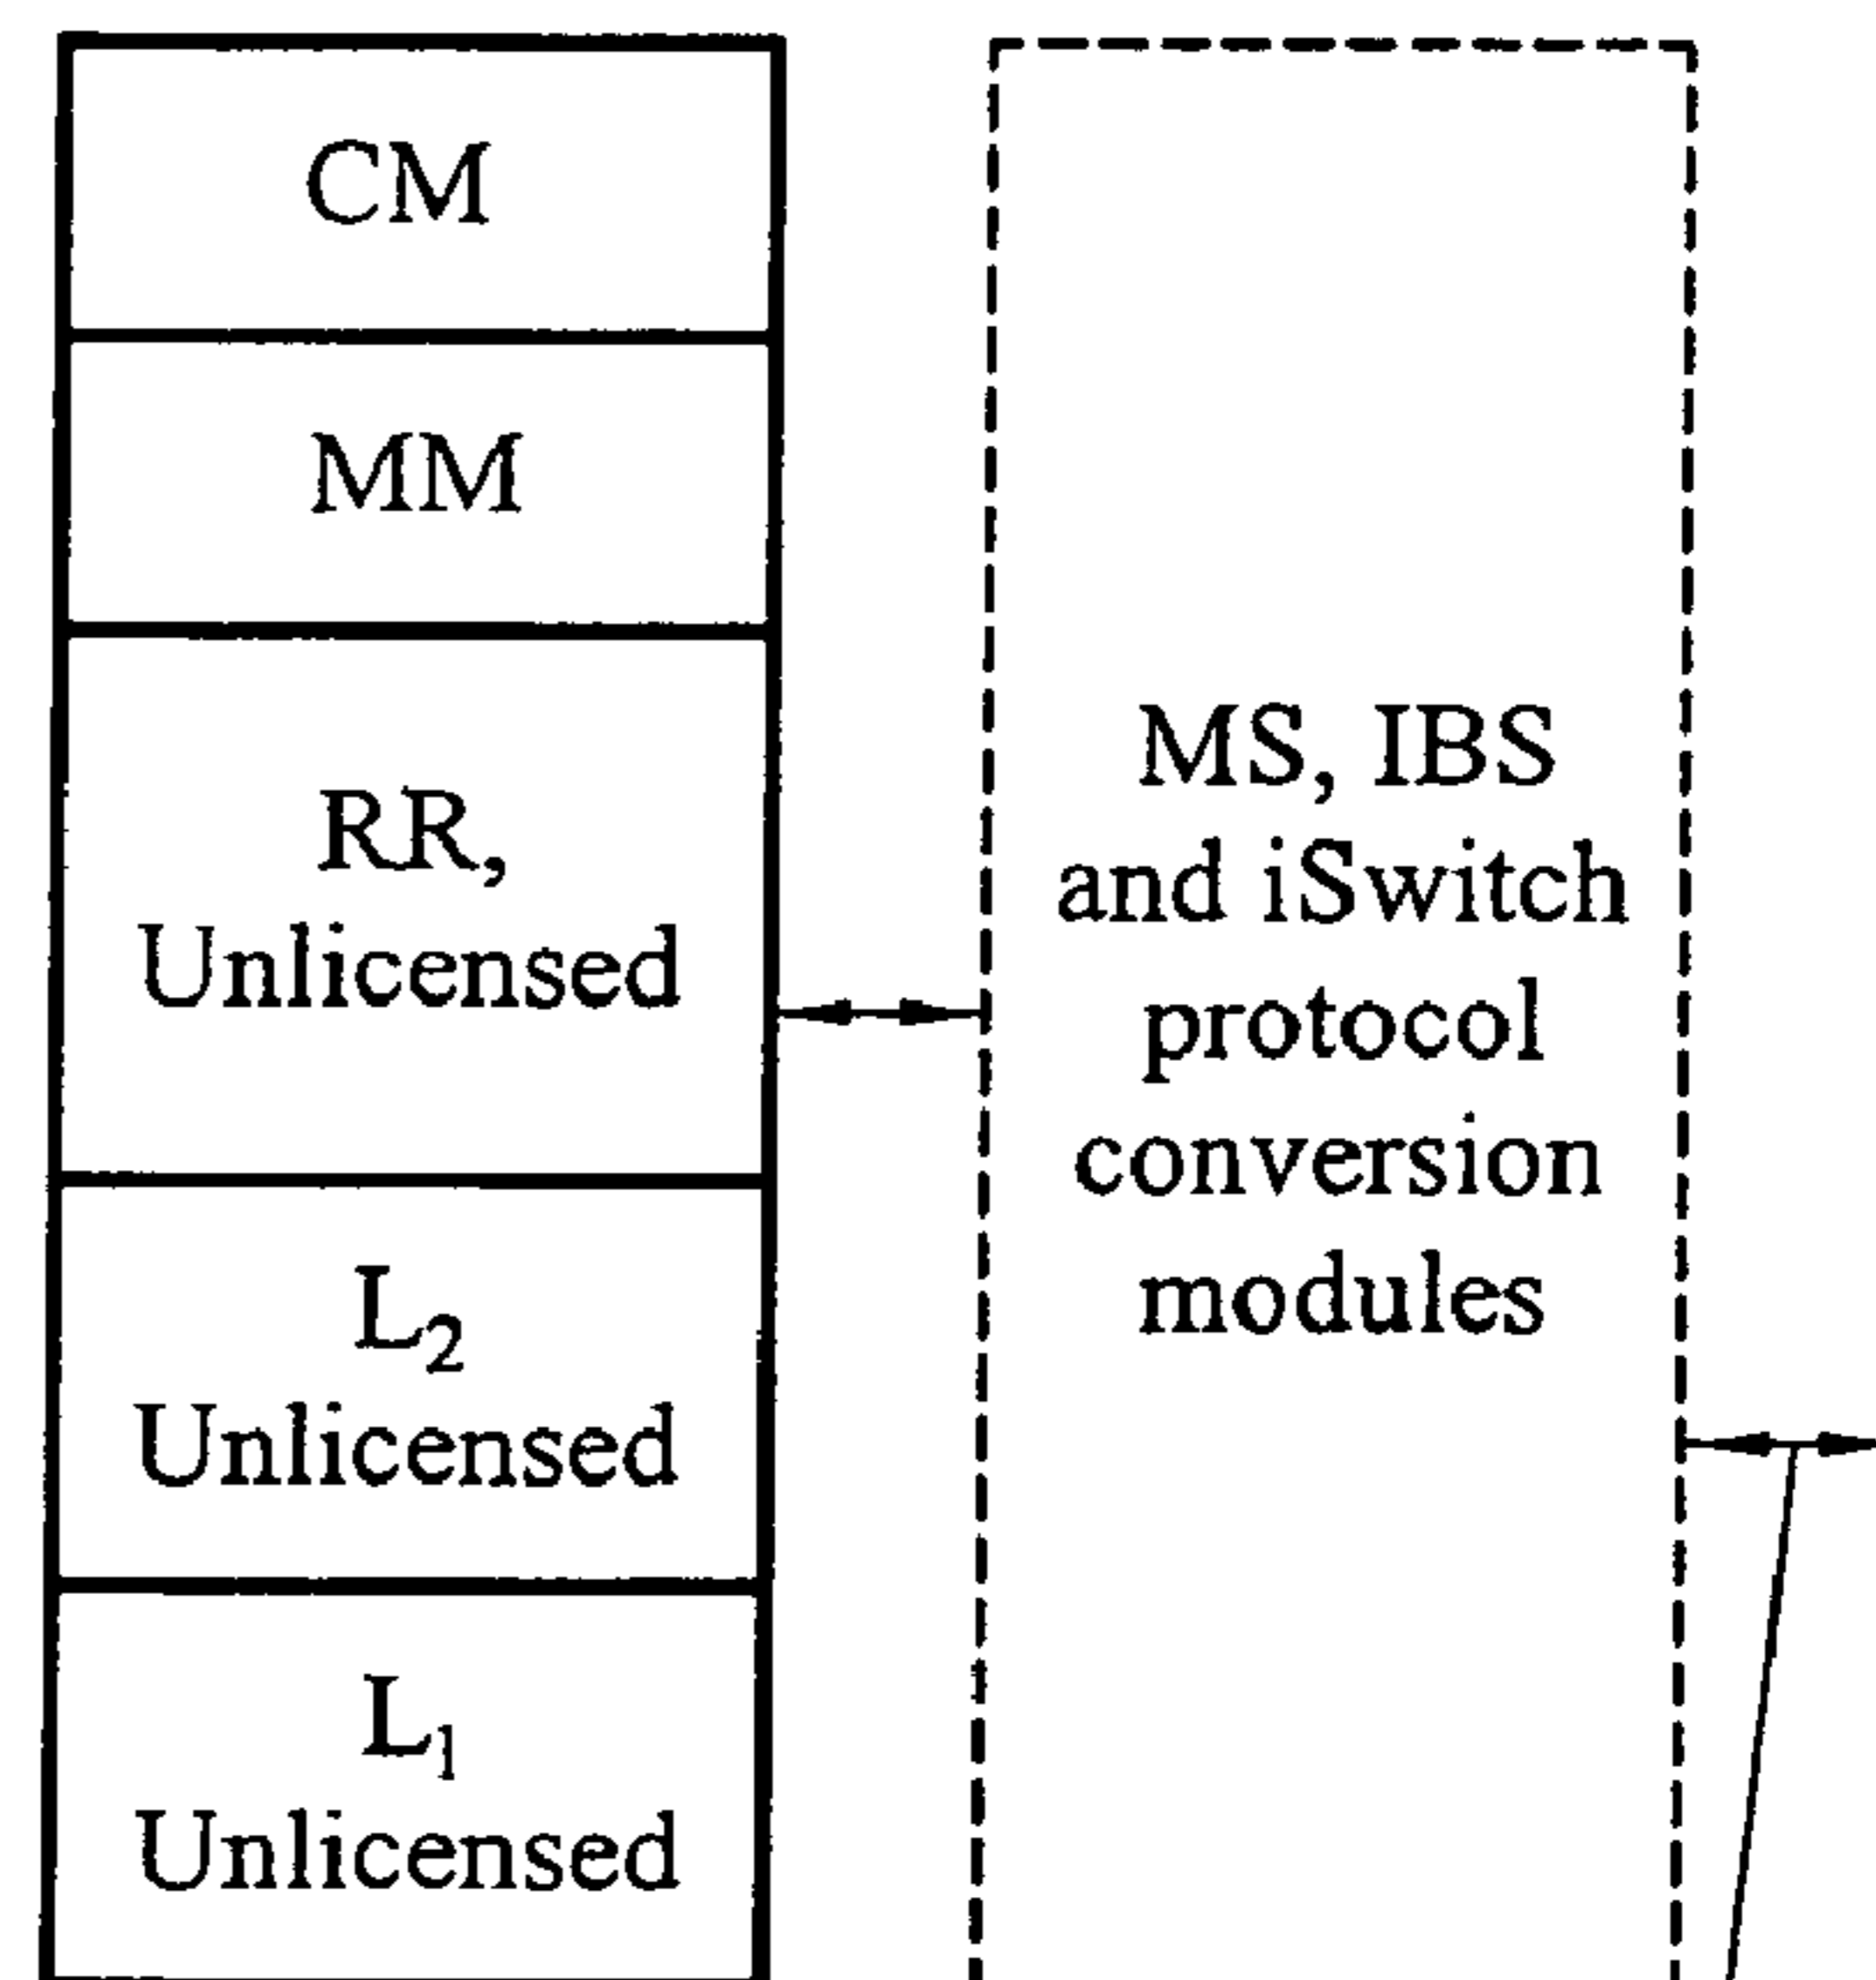 CM
MM
RR,
Unlicensed
L₂
Unlicensed
L₁
Unlicensed
MS, IBS
and iSwitch
protocol
conversion
modules